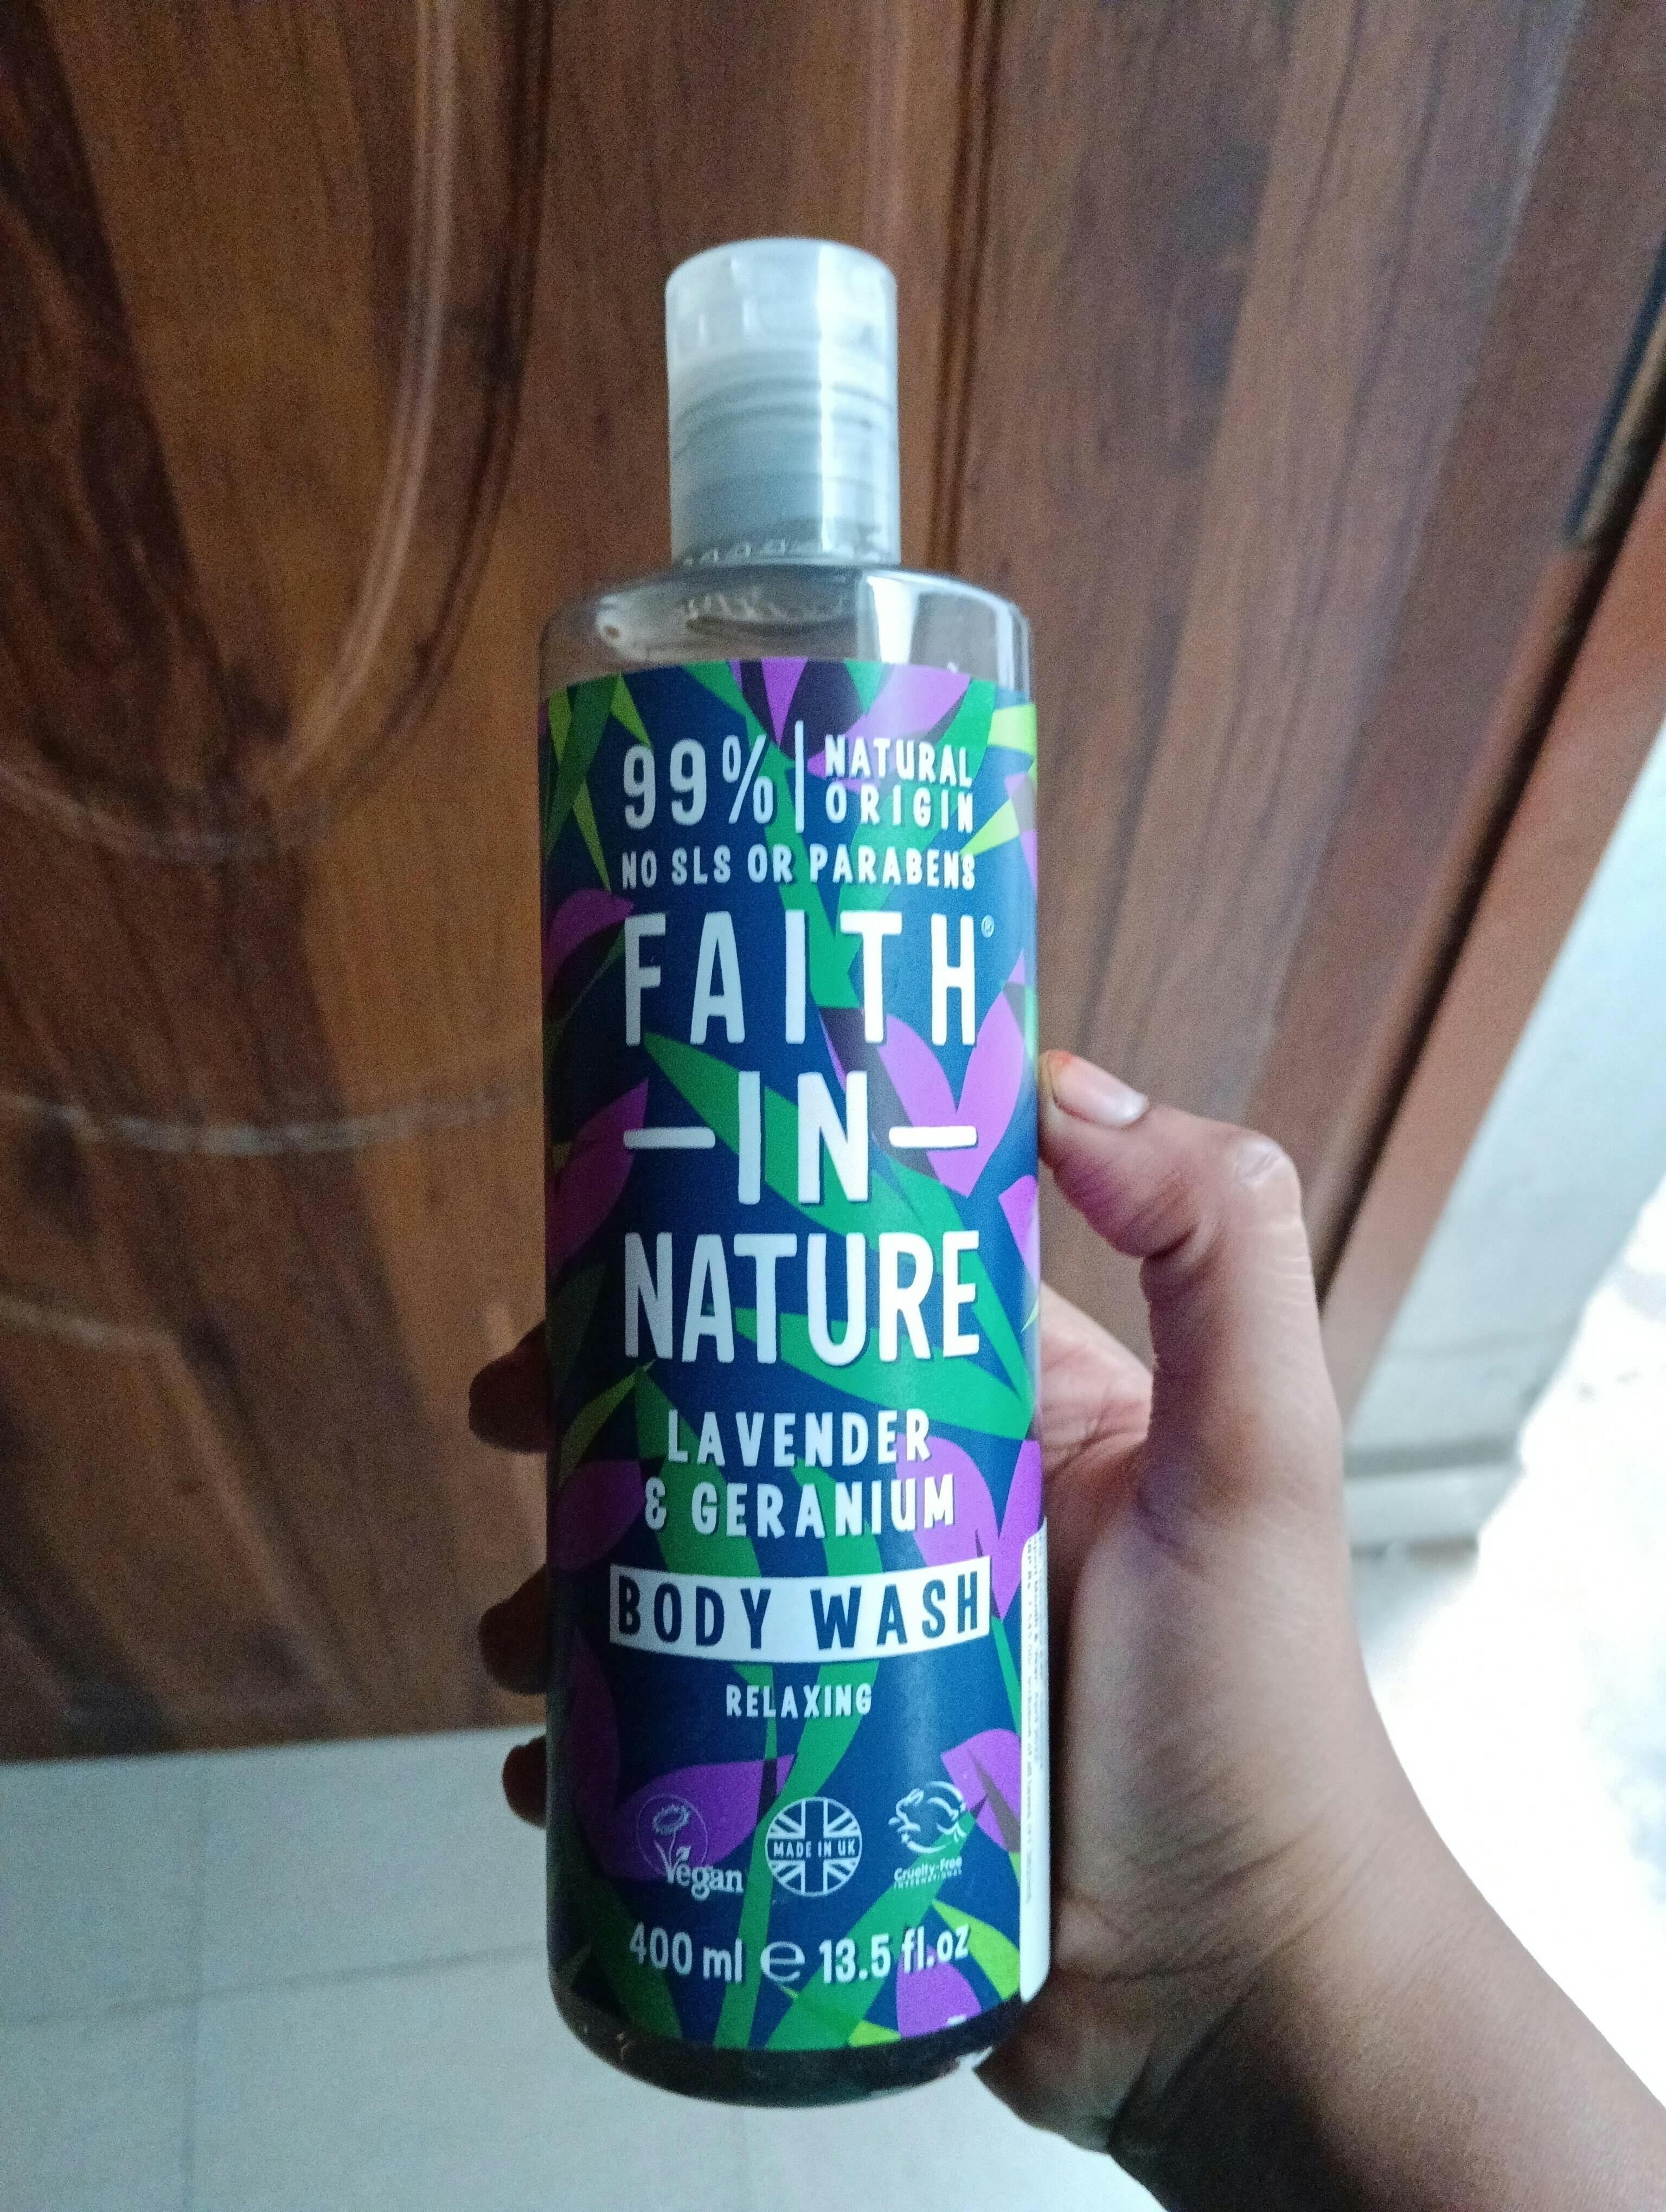 99% NATURAL
ORIGIN
NO SLS OR PARABENS
FAITH®
IN
NATURE
LAVENDER
& GERANIUM
BODY WASH
RELAXING
Vegan
MADE IN UK
Cruelty-Free
INTERNATIONAL
400 ml e 13.5 fl.oz